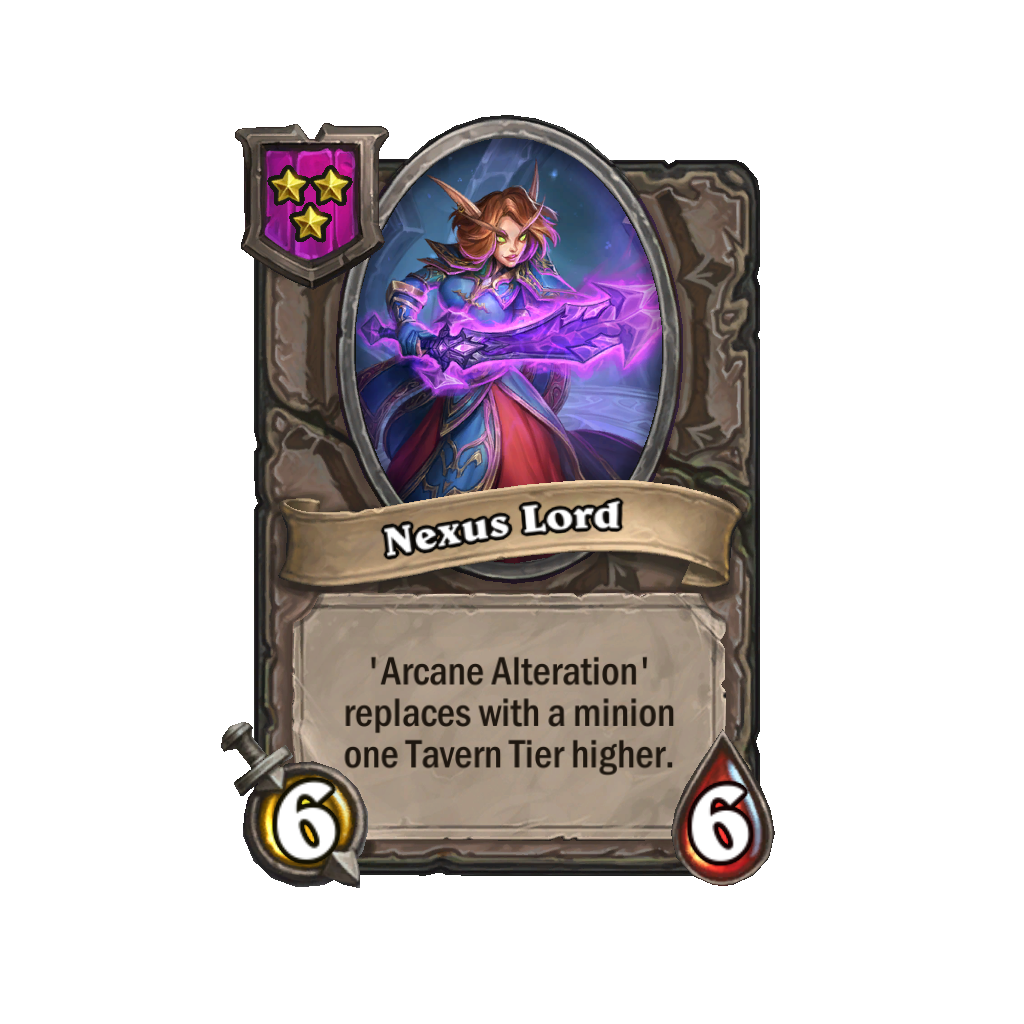 Nexus Lord
'Arcane Alteration'
replaces with a minion
one Tavern Tier higher.
6
6